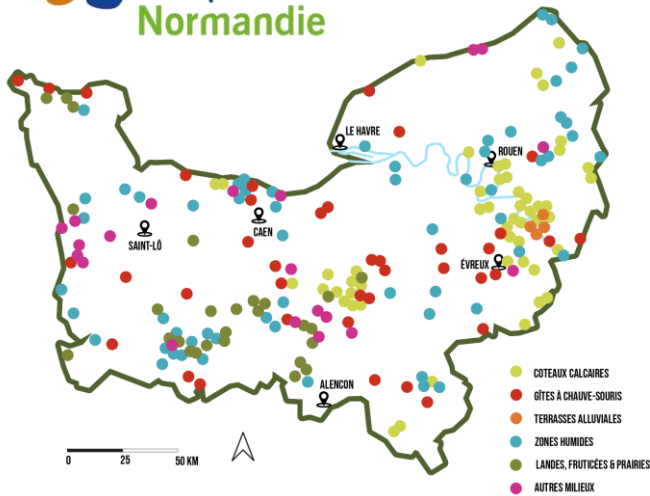 Normandie
LE HAVRE
ROUEN
CAEN
SAINT-LÔ
ÉVREUX
ALENCON
COTEAUX CALCAIRES
GÎTES À CHAUVE-SOURIS
TERRASSES ALLUVIALES
ZONES HUMIDES
LANDES, FRUTICÉES & PRAIRIES
AUTRES MILIEUX
0 25 50 KM